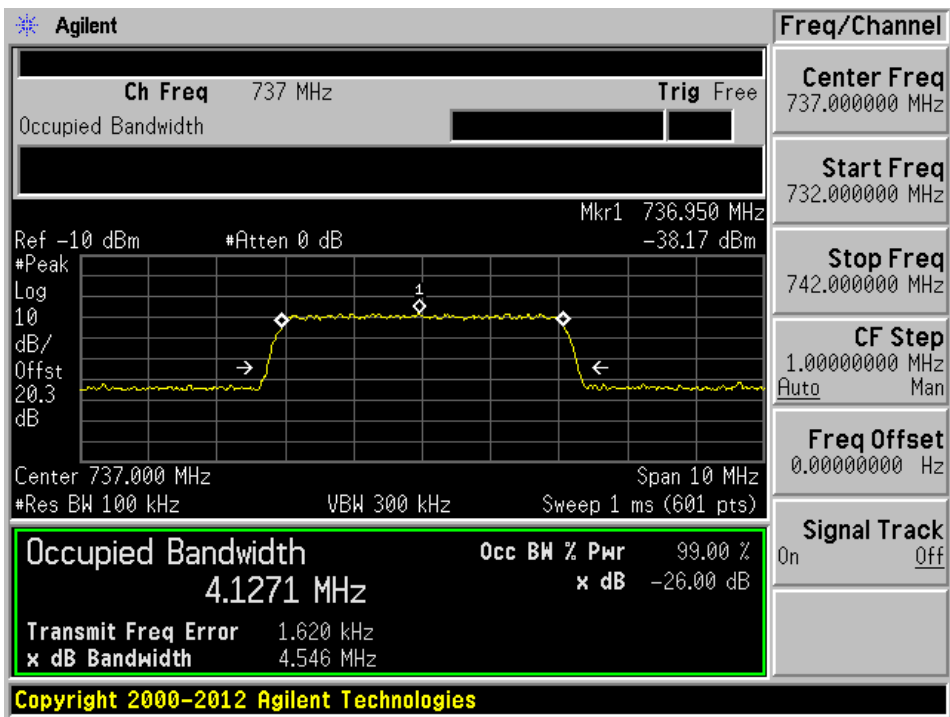 Agilent
Freq/Channel
Ch Freq 737 MHz Trig Free
Occupied Bandwidth
Center Freq
737.000000 MHz
Start Freq
732.000000 MHz
Stop Freq
742.000000 MHz
CF Step
1.00000000 MHz
Auto Man
Freq Offset
0.00000000 Hz
Signal Track
On Off
Mkr1 736.950 MHz
Ref -10 dBm #Atten 0 dB -38.17 dBm
#Peak
Log
10
dB/
Offst
20.3
dB
1
Center 737.000 MHz Span 10 MHz
#Res BW 100 kHz VBW 300 kHz Sweep 1 ms (601 pts)
Occupied Bandwidth Occ BW % Pwr 99.00 %
4.1271 MHz x dB -26.00 dB
Transmit Freq Error 1.620 kHz
x dB Bandwidth 4.546 MHz
Copyright 2000-2012 Agilent Technologies